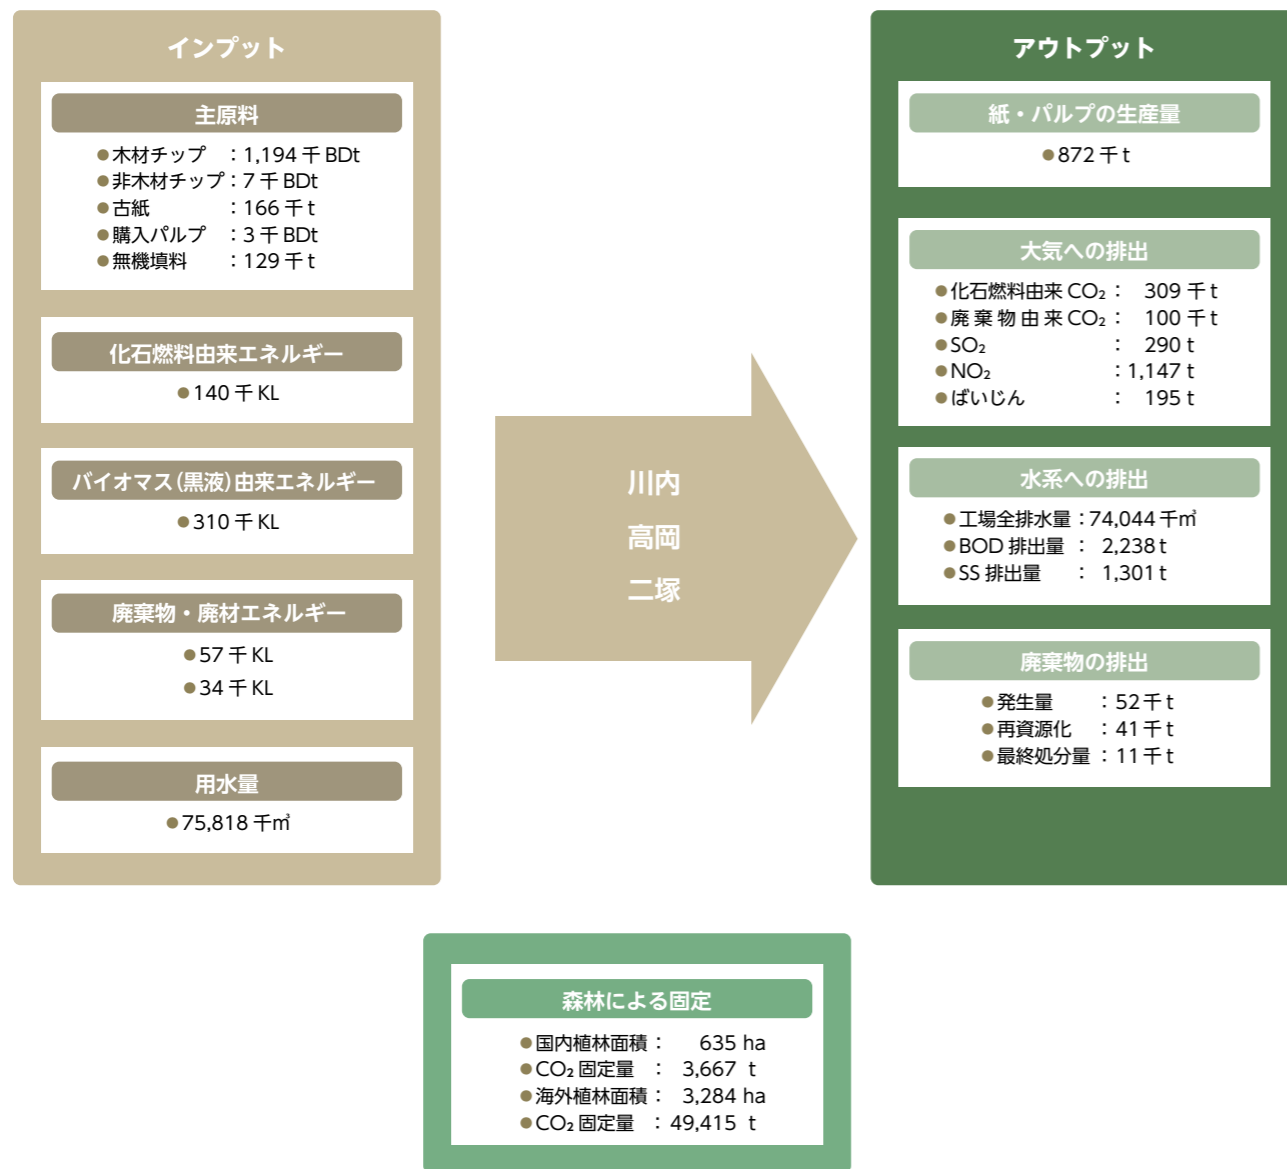 インプット
主原料
●木材チップ ：1,194 千 BDt
●非木材チップ：7 千 BDt
●古紙 ：166 千 t
●購入パルプ ：3 千 BDt
●無機填料 ：129 千 t
化石燃料由来エネルギー
●140 千 KL
バイオマス（黒液）由来エネルギー
●310 千 KL
廃棄物・廃材エネルギー
●57 千 KL
●34 千 KL
用水量
●75,818 千㎥
川内
高岡
二塚
アウトプット
紙・パルプの生産量
●872 千 t
大気への排出
●化石燃料由来 CO₂： 309 千 t
●廃棄物由来 CO₂： 100 千 t
●SO₂ ： 290 t
●NO₂ ：1,147 t
●ばいじん ： 195 t
水系への排出
●工場全排水量：74,044 千㎥
●BOD 排出量 ： 2,238 t
●SS 排出量 ： 1,301 t
廃棄物の排出
●発生量 ：52 千 t
●再資源化 ：41 千 t
●最終処分量 ：11 千 t
森林による固定
●国内植林面積： 635 ha
●CO₂ 固定量 ： 3,667 t
●海外植林面積： 3,284 ha
●CO₂ 固定量 ：49,415 t